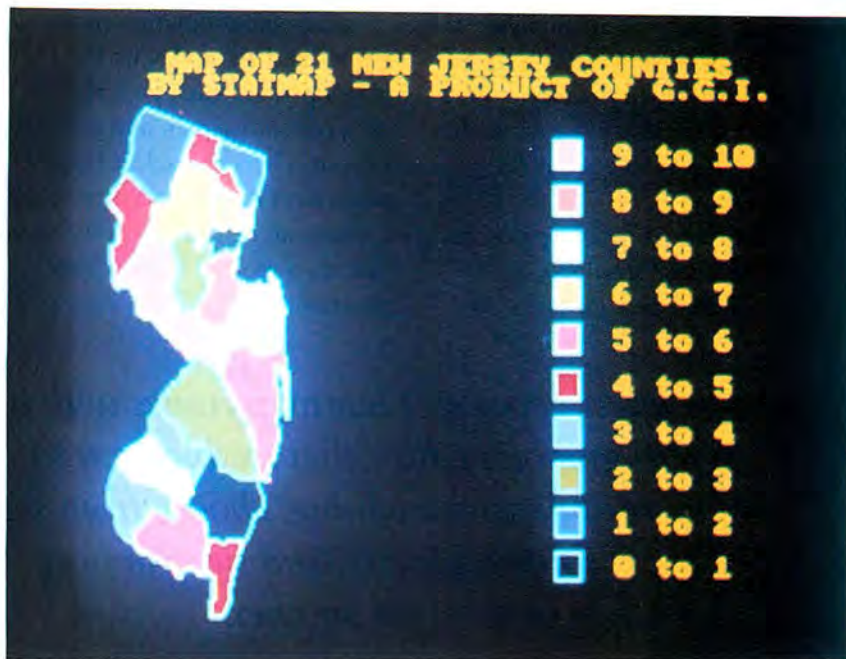 MAP OF 21 NEW JERSEY COUNTIES
BY STATMAP - A PRODUCT OF G.G.I.
9 to 10
8 to 9
7 to 8
6 to 7
5 to 6
4 to 5
3 to 4
2 to 3
1 to 2
0 to 1